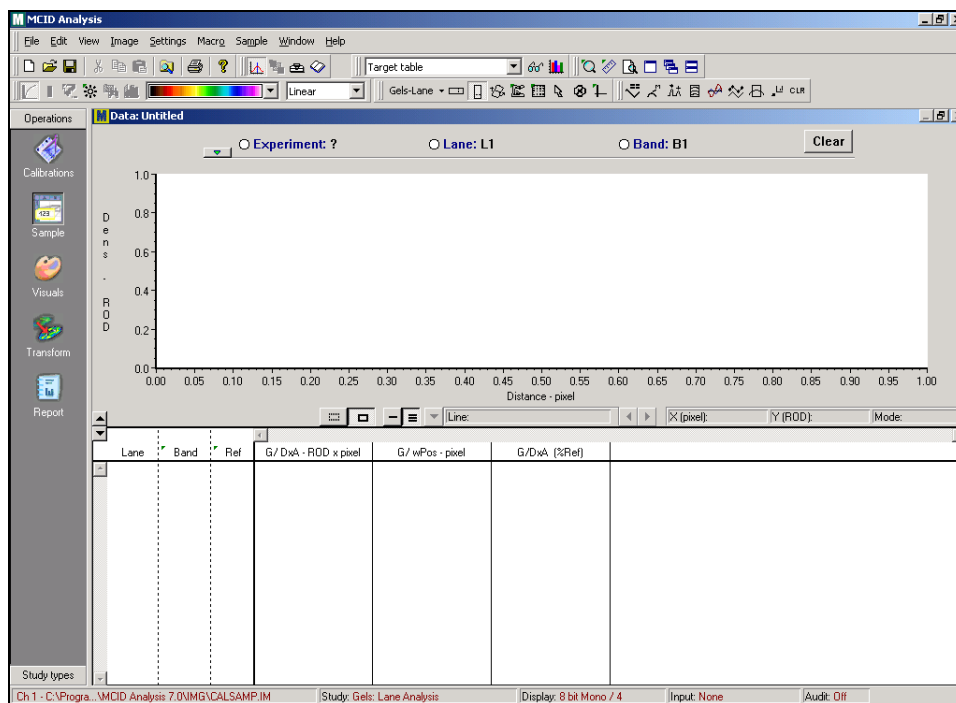 MCID Analysis
File Edit View Image Settings Macro Sample Window Help
Target table
Linear
Gels-Lane
CLR
Operations
Calibrations
Sample
Visuals
Transform
Report
Study types
Data: Untitled
Experiment: ? Lane: L1 Band: B1 Clear
Dens - ROD
1.0
0.8
0.6
0.4
0.2
0.0
0.00 0.05 0.10 0.15 0.20 0.25 0.30 0.35 0.40 0.45 0.50 0.55 0.60 0.65 0.70 0.75 0.80 0.85 0.90 0.95 1.00
Distance - pixel
Line: X (pixel): Y (ROD): Mode:
Lane Band Ref G/ DxA - ROD x pixel G/ wPos - pixel G/DxA (%Ref)
Ch 1 - C:\Progra...\MCID Analysis 7.0\IMG\CALSAMP.IM Study: Gels: Lane Analysis Display: 8 bit Mono / 4 Input: None Audit: Off